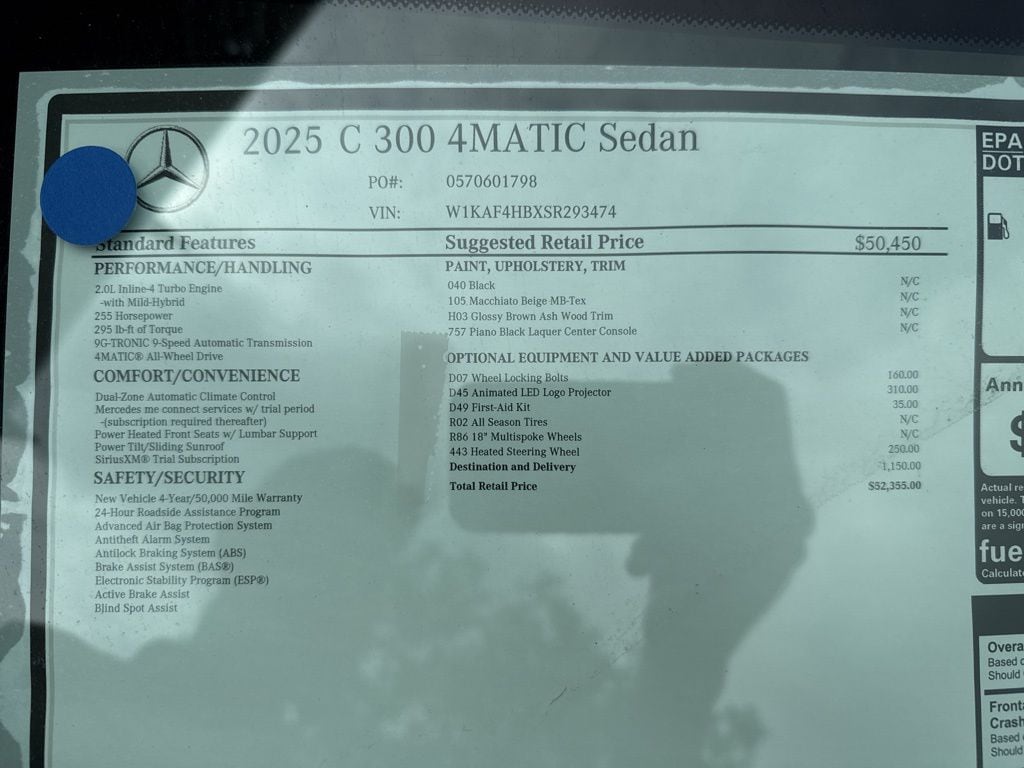 2025 C 300 4MATIC Sedan
PO#: 0570601798
VIN: W1KAF4HBXSR293474
Standard Features
PERFORMANCE/HANDLING
2.0L Inline-4 Turbo Engine
-with Mild-Hybrid
255 Horsepower
295 lb-ft of Torque
9G-TRONIC 9-Speed Automatic Transmission
4MATIC® All-Wheel Drive
COMFORT/CONVENIENCE
Dual-Zone Automatic Climate Control
Mercedes me connect services w/ trial period
-(subscription required thereafter)
Power Heated Front Seats w/ Lumbar Support
Power Tilt/Sliding Sunroof
SiriusXM® Trial Subscription
SAFETY/SECURITY
New Vehicle 4-Year/50,000 Mile Warranty
24-Hour Roadside Assistance Program
Advanced Air Bag Protection System
Antitheft Alarm System
Antilock Braking System (ABS)
Brake Assist System (BAS®)
Electronic Stability Program (ESP®)
Active Brake Assist
Blind Spot Assist
Suggested Retail Price $50,450
PAINT, UPHOLSTERY, TRIM
040 Black N/C
105 Macchiato Beige MB-Tex N/C
H03 Glossy Brown Ash Wood Trim N/C
757 Piano Black Laquer Center Console N/C
OPTIONAL EQUIPMENT AND VALUE ADDED PACKAGES
D07 Wheel Locking Bolts 160.00
D45 Animated LED Logo Projector 310.00
D49 First-Aid Kit 35.00
R02 All Season Tires N/C
R86 18" Multispoke Wheels N/C
443 Heated Steering Wheel 250.00
Destination and Delivery 1,150.00
Total Retail Price $52,355.00
EPA
DOT
Ann
$
Actual re
vehicle. T
on 15,000
are a sign
fue
Calculate
Overa
Based o
Should
Fronta
Crash
Based
Should